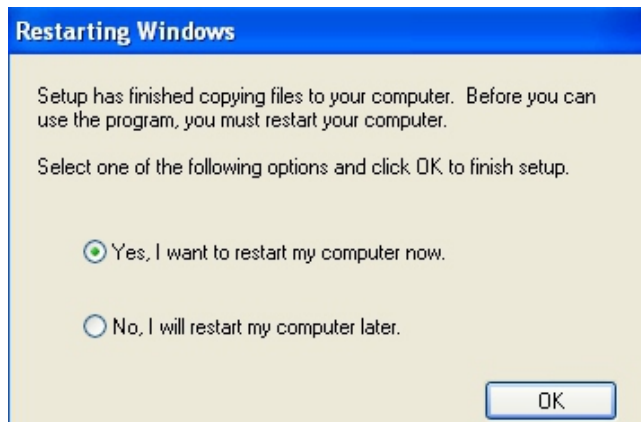 Restarting Windows
Setup has finished copying files to your computer.  Before you can
use the program, you must restart your computer.
Select one of the following options and click OK to finish setup.
Yes, I want to restart my computer now.
No, I will restart my computer later.
OK